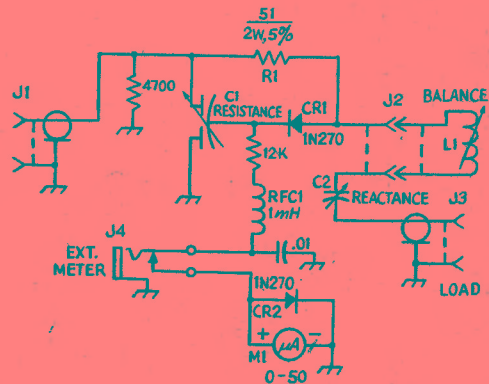 51
2W, 5%
R1
J1
4700
C1
RESISTANCE
CR1
1N270
J2
BALANCE
L1
12K
C2
REACTANCE
J3
RFC1
1mH
J4
EXT.
METER
.01
LOAD
1N270
CR2
+
µA
-
M1
0-50